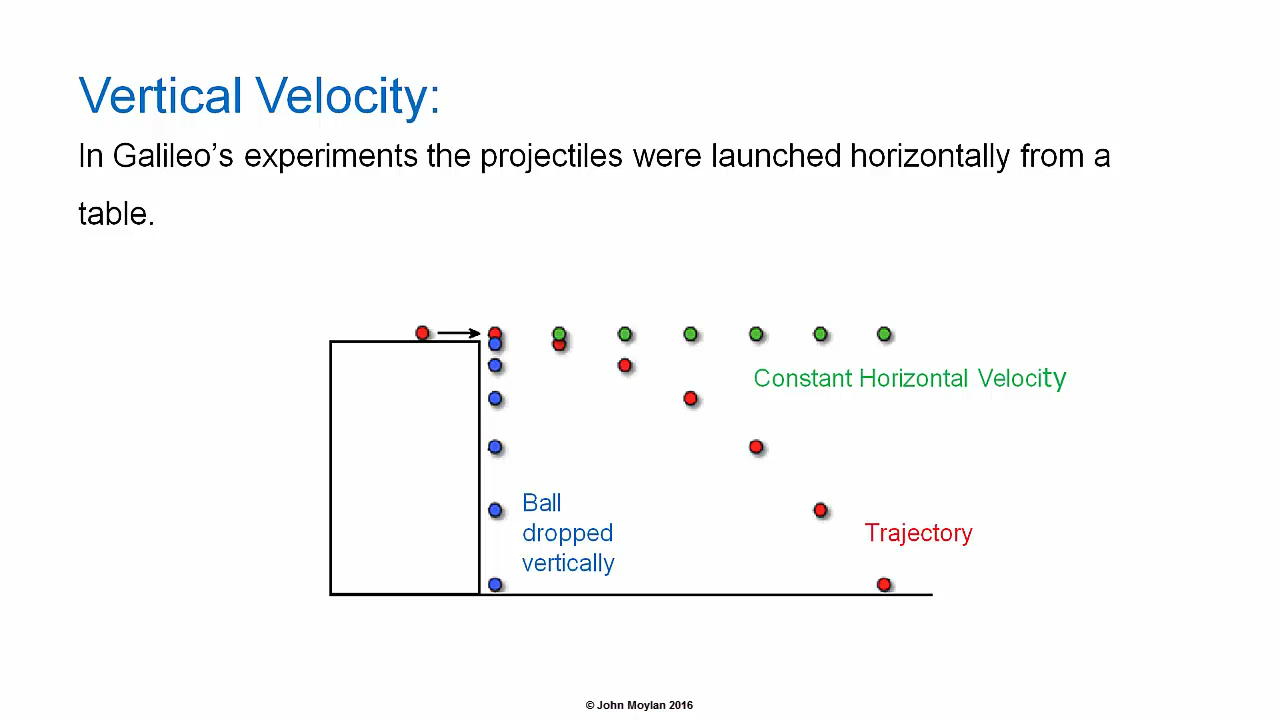 Vertical Velocity:
In Galileo’s experiments the projectiles were launched horizontally from a
table.
Constant Horizontal Velocity
Ball
dropped
vertically
Trajectory
© John Moylan 2016